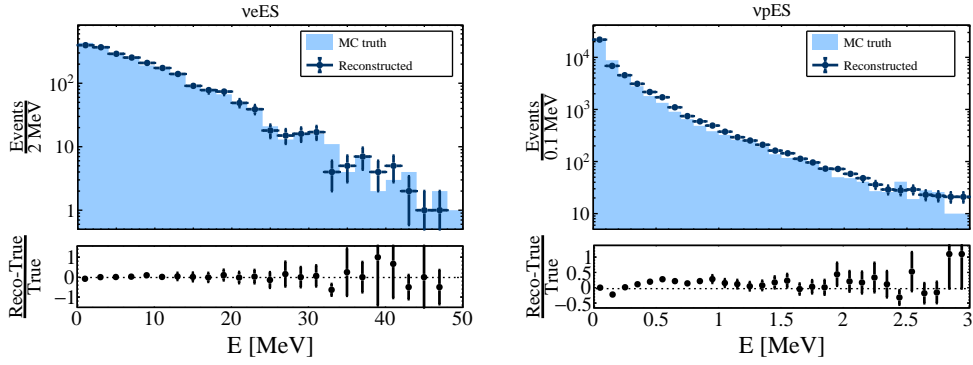 νeES
MC truth
Reconstructed
Events
2 MeV
10²
10
1
Reco-True
True
1
0
−1
0 10 20 30 40 50
E [MeV]
νpES
MC truth
Reconstructed
Events
0.1 MeV
10⁴
10³
10²
10
Reco-True
True
1
0.5
0
−0.5
0 0.5 1 1.5 2 2.5 3
E [MeV]